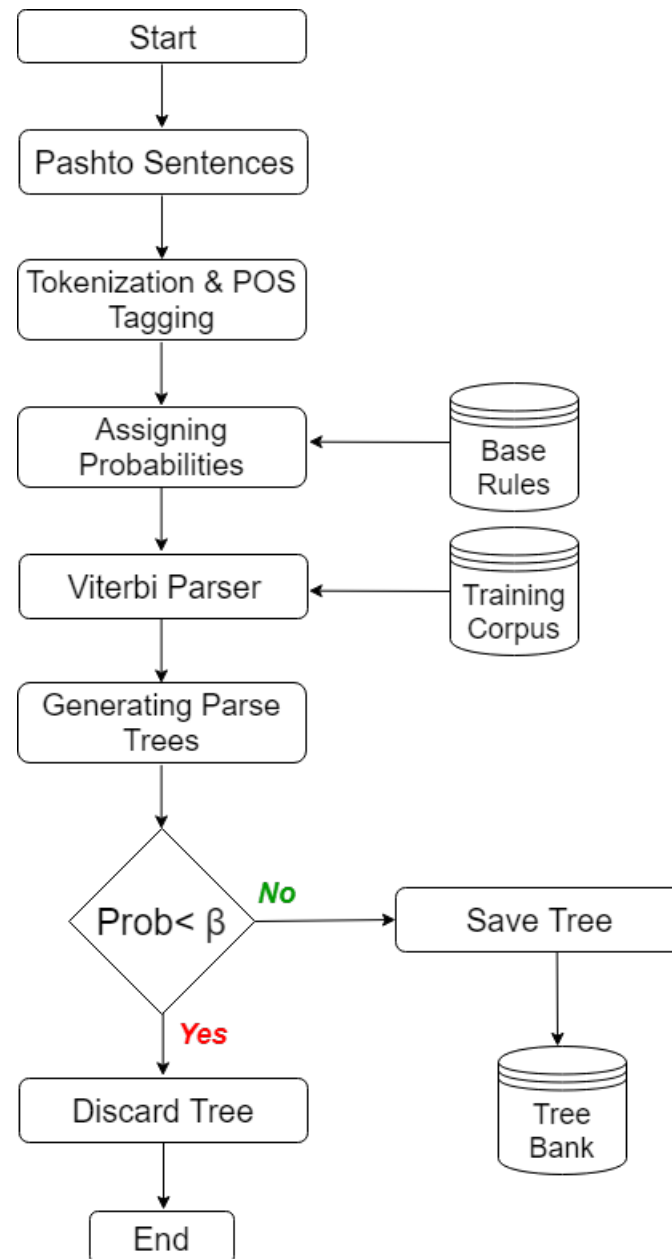 Start
Pashto Sentences
Tokenization & POS
Tagging
Assigning
Probabilities
Base
Rules
Viterbi Parser
Training
Corpus
Generating Parse
Trees
Prob< β
No
Save Tree
Yes
Discard Tree
Tree
Bank
End